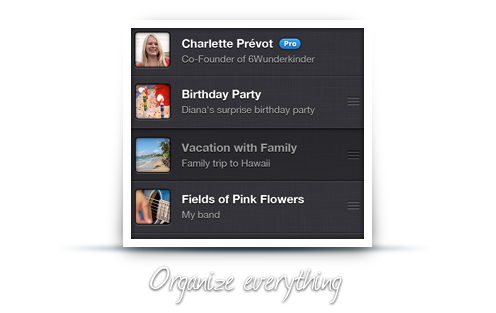 Charlette Prévot Pro
Co-Founder of 6Wunderkinder
Birthday Party
Diana's surprise birthday party
Vacation with Family
Family trip to Hawaii
Fields of Pink Flowers
My band
Organize everything